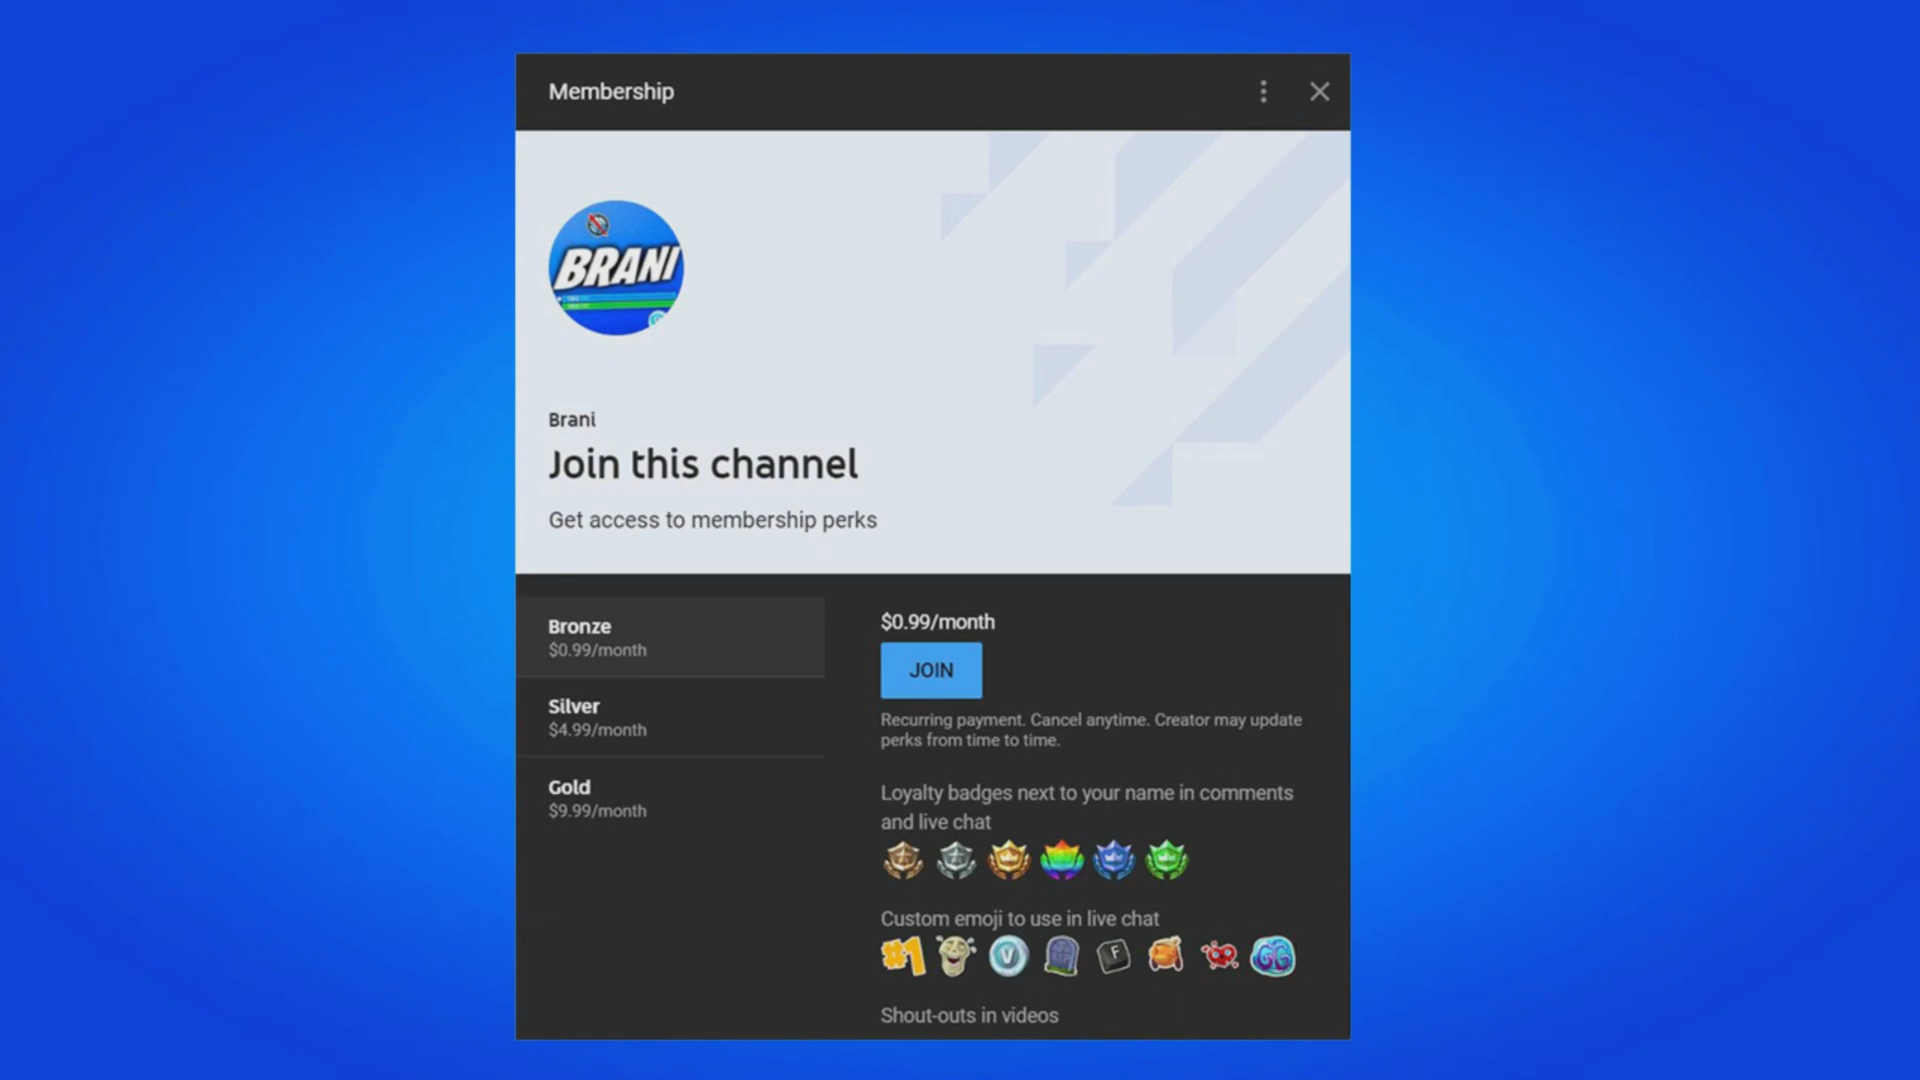 Membership
BRANI
Brani
Join this channel
Get access to membership perks
Bronze
$0.99/month
Silver
$4.99/month
Gold
$9.99/month
$0.99/month
JOIN
Recurring payment. Cancel anytime. Creator may update
perks from time to time.
Loyalty badges next to your name in comments
and live chat
Custom emoji to use in live chat
#1
V
RIP
F
GG
Shout-outs in videos